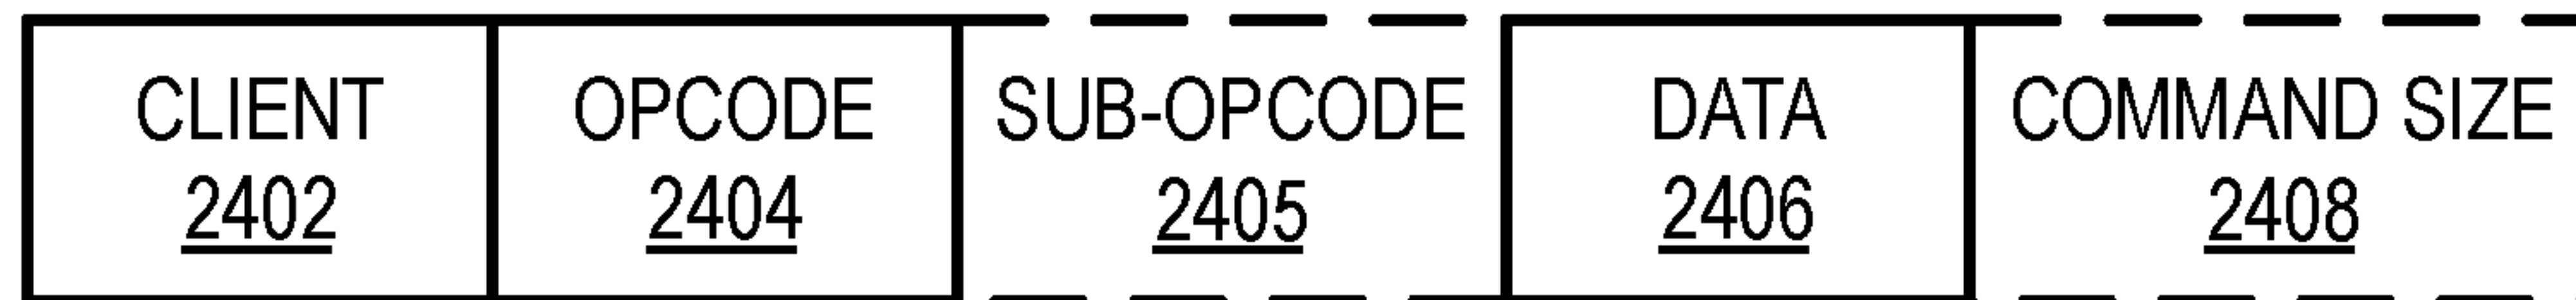 CLIENT
2402
OPCODE
2404
SUB-OPCODE
2405
DATA
2406
COMMAND SIZE
2408